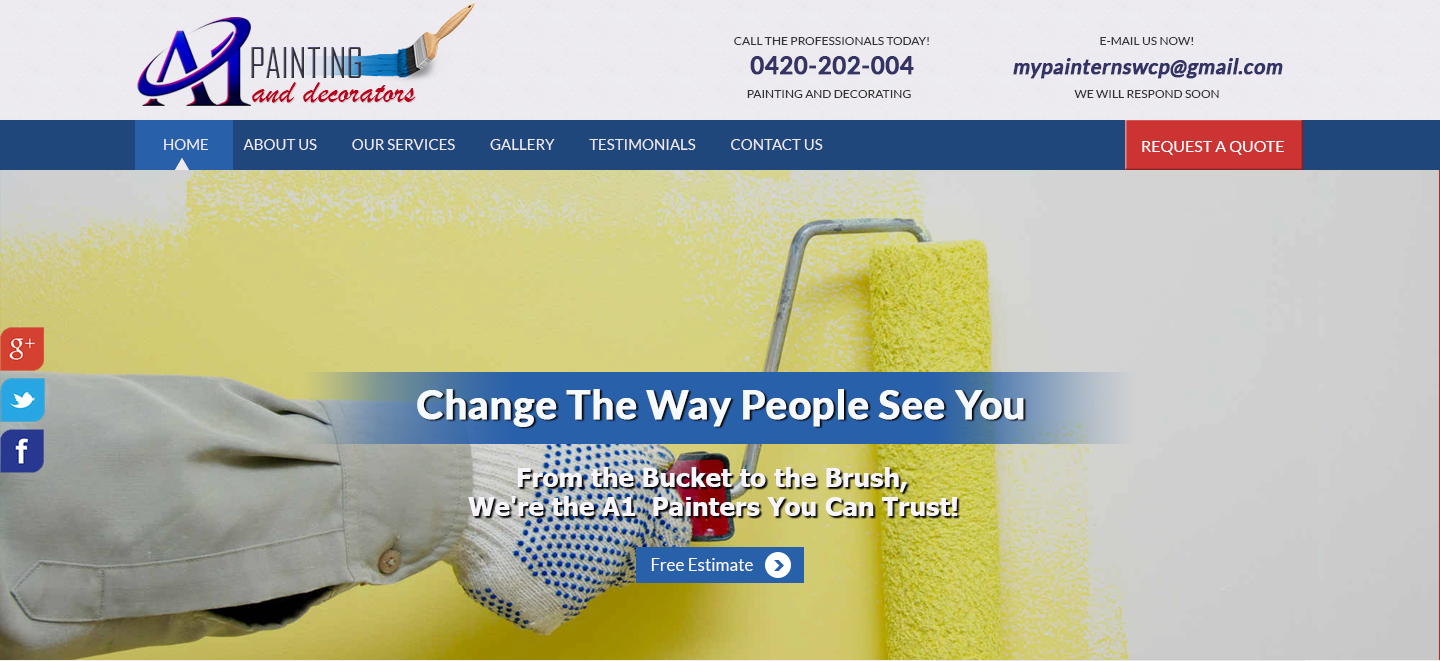 A1 PAINTING
and decorators
CALL THE PROFESSIONALS TODAY!
0420-202-004
PAINTING AND DECORATING
E-MAIL US NOW!
mypainternswcp@gmail.com
WE WILL RESPOND SOON
HOME ABOUT US OUR SERVICES GALLERY TESTIMONIALS CONTACT US REQUEST A QUOTE
g+
f
Change The Way People See You
From the Bucket to the Brush,
We're the A1 Painters You Can Trust!
Free Estimate